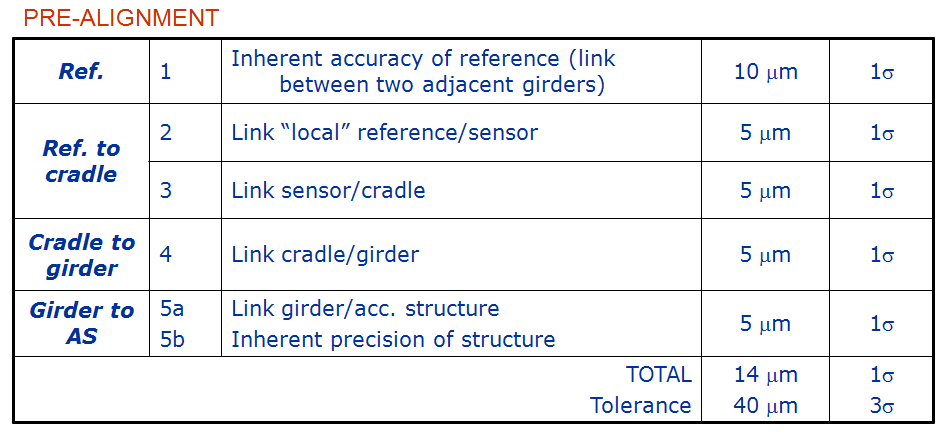 PRE-ALIGNMENT
Ref. 1 Inherent accuracy of reference (link
between two adjacent girders) 10 μm 1σ
Ref. to
cradle
2 Link “local” reference/sensor 5 μm 1σ
3 Link sensor/cradle 5 μm 1σ
Cradle to
girder
4 Link cradle/girder 5 μm 1σ
Girder to
AS
5a Link girder/acc. structure
5b Inherent precision of structure
5 μm 1σ
TOTAL 14 μm 1σ
Tolerance 40 μm 3σ